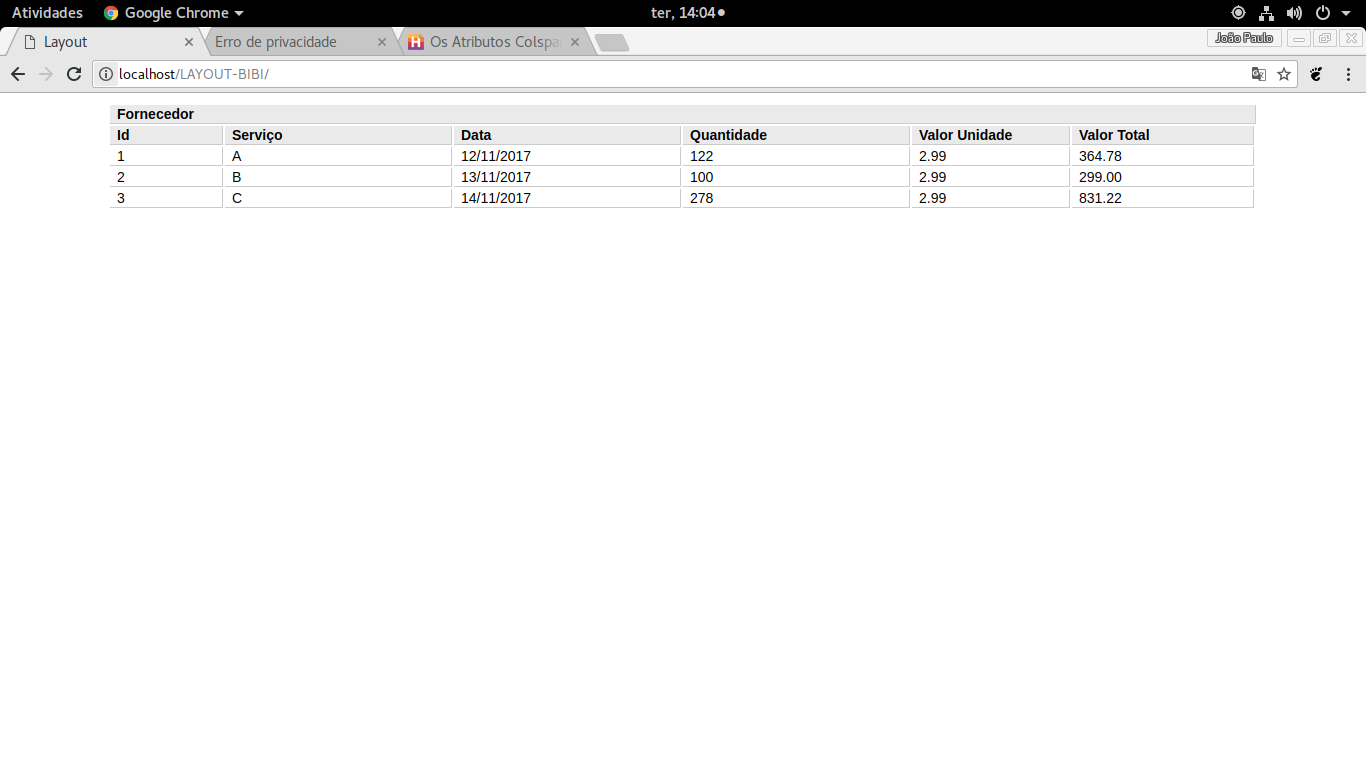 Atividades Google Chrome ter, 14:04
Layout Erro de privacidade Os Atributos Colspa João Paulo
localhost/LAYOUT-BIBI/
Fornecedor
Id Serviço Data Quantidade Valor Unidade Valor Total
1 A 12/11/2017 122 2.99 364.78
2 B 13/11/2017 100 2.99 299.00
3 C 14/11/2017 278 2.99 831.22